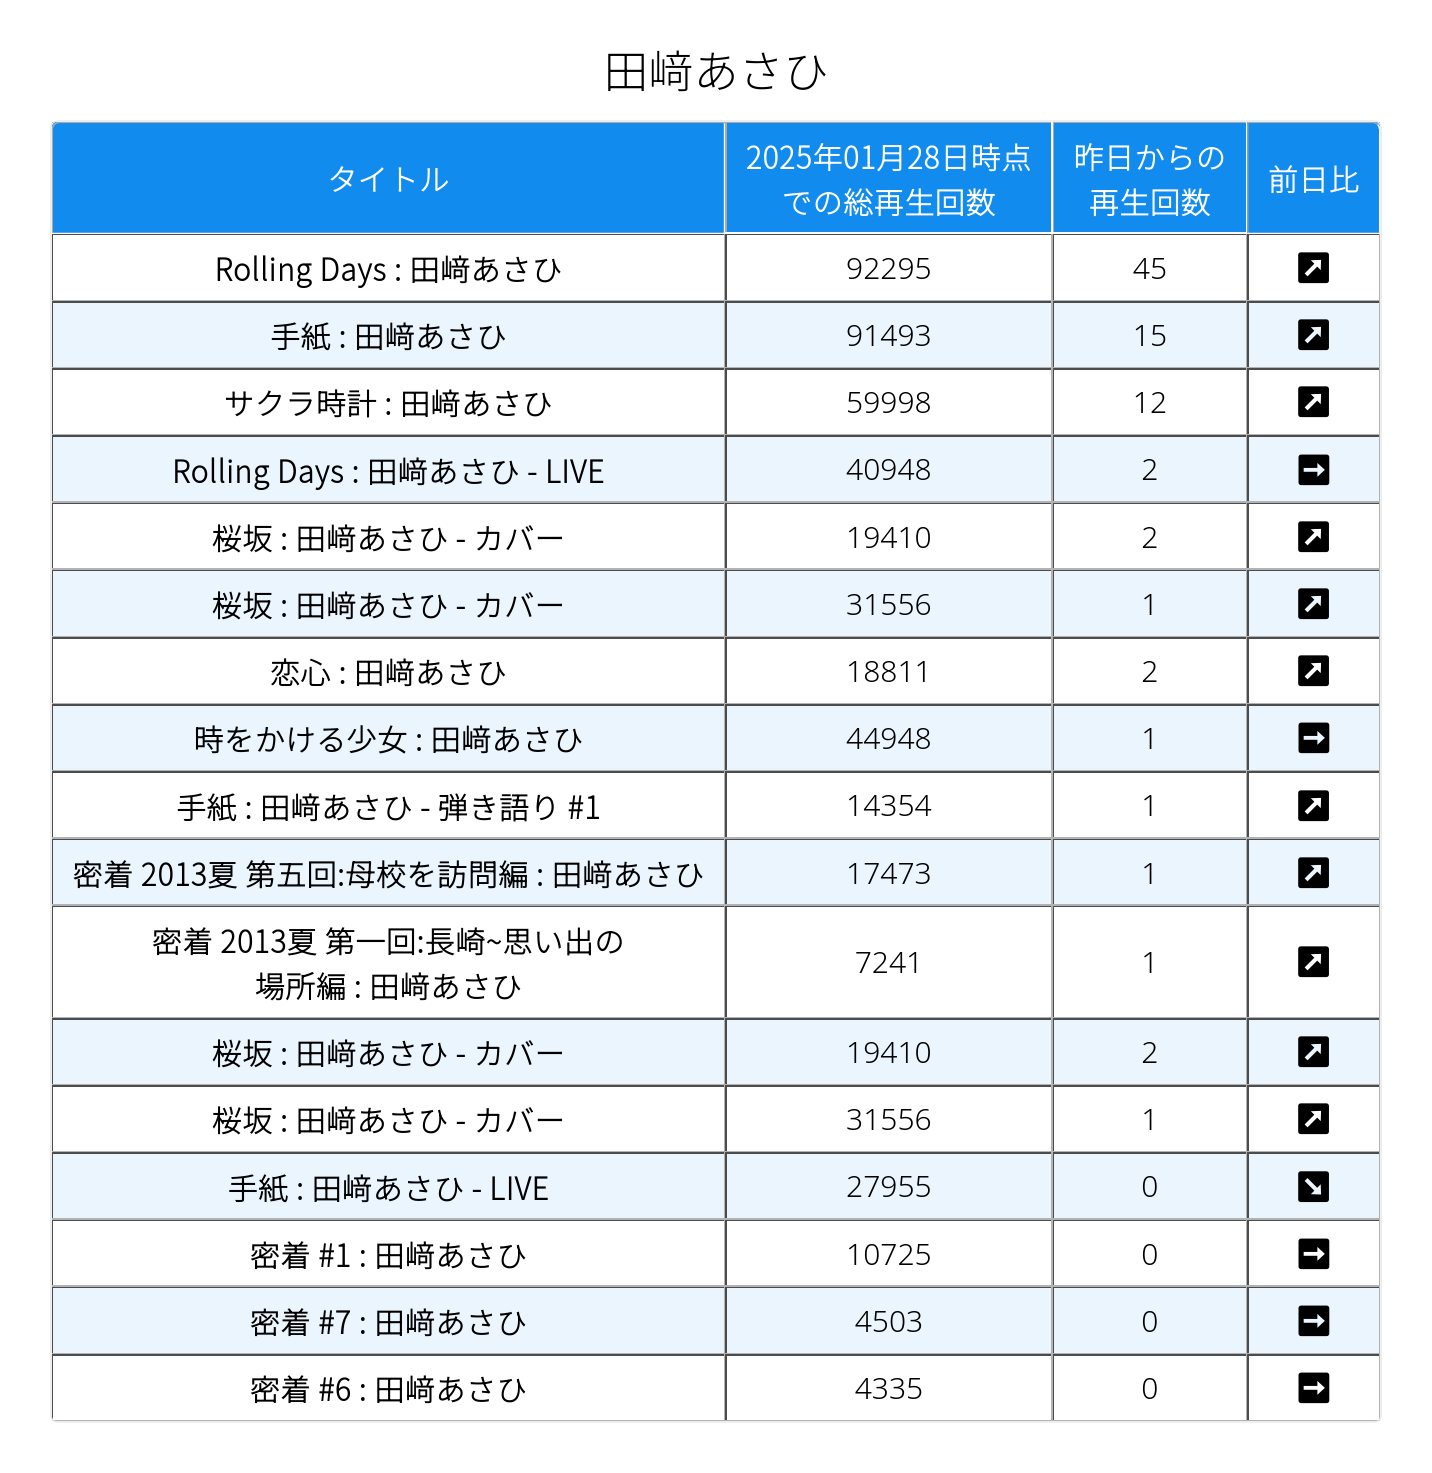 田﨑あさひ
タイトル
2025年01月28日時点
での総再生回数
昨日からの
再生回数
前日比
Rolling Days : 田﨑あさひ 92295 45 ↗
手紙 : 田﨑あさひ 91493 15 ↗
サクラ時計 : 田﨑あさひ 59998 12 ↗
Rolling Days : 田﨑あさひ - LIVE 40948 2 →
桜坂 : 田﨑あさひ - カバー 19410 2 ↗
桜坂 : 田﨑あさひ - カバー 31556 1 ↗
恋心 : 田﨑あさひ 18811 2 ↗
時をかける少女 : 田﨑あさひ 44948 1 →
手紙 : 田﨑あさひ - 弾き語り #1 14354 1 ↗
密着 2013夏 第五回:母校を訪問編 : 田﨑あさひ 17473 1 ↗
密着 2013夏 第一回:長崎~思い出の
場所編 : 田﨑あさひ 7241 1 ↗
桜坂 : 田﨑あさひ - カバー 19410 2 ↗
桜坂 : 田﨑あさひ - カバー 31556 1 ↗
手紙 : 田﨑あさひ - LIVE 27955 0 ↘
密着 #1 : 田﨑あさひ 10725 0 →
密着 #7 : 田﨑あさひ 4503 0 →
密着 #6 : 田﨑あさひ 4335 0 →